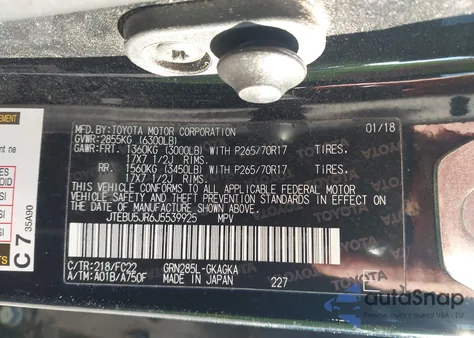 MFD.BY:TOYOTA MOTOR CORPORATION 01/18
GVWR:2855KG (6300LB)
GAWR:FRT. 1360KG (3000LB) WITH P265/70R17 TIRES.
17X7 1/2J RIMS.
RR. 1560KG (3450LB) WITH P265/70R17 TIRES.
17X7 1/2J RIMS.
THIS VEHICLE CONFORMS TO ALL APPLICABLE FEDERAL MOTOR
VEHICLE SAFETY AND THEFT PREVENTION STANDARDS IN EFFECT
ON THE DATE OF MANUFACTURE SHOWN ABOVE.
JTEBU5JR6J5539925 MPV
C/TR:218/FC22 GRN285L-GKAGKA
A/TM:A01B/A750F MADE IN JAPAN 227
C 7 35A90
TOYOTA
AutoSnap